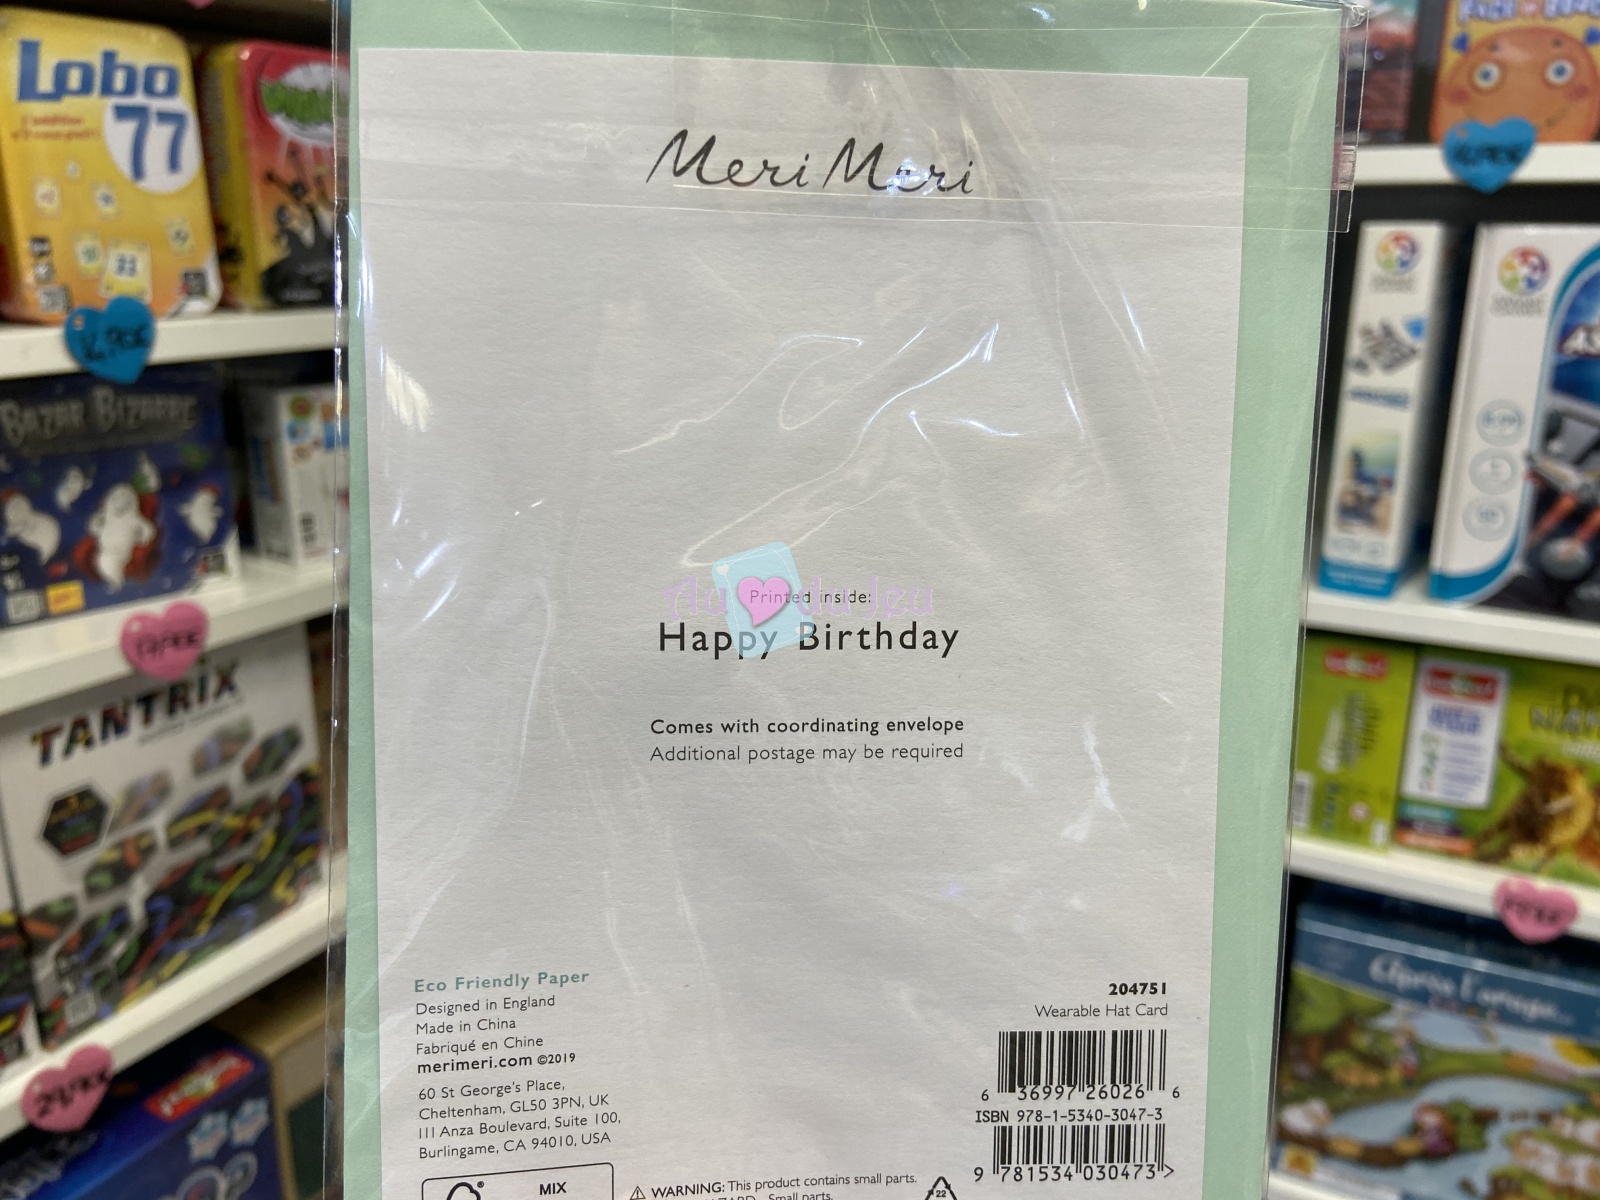 Lobo
77
BAZAR BIZARRE
TANTRIX
Meri Meri
Au du Jeu
Printed inside:
Happy Birthday
Comes with coordinating envelope
Additional postage may be required
Eco Friendly Paper
Designed in England
Made in China
Fabriqué en Chine
merimeri.com ©2019
60 St George's Place,
Cheltenham, GL50 3PN, UK
111 Anza Boulevard, Suite 100,
Burlingame, CA 94010, USA
MIX
WARNING: This product contains small parts.
Small parts.
22
204751
Wearable Hat Card
6 36997 26026 6
ISBN 978-1-5340-3047-3
9 781534 030473 >